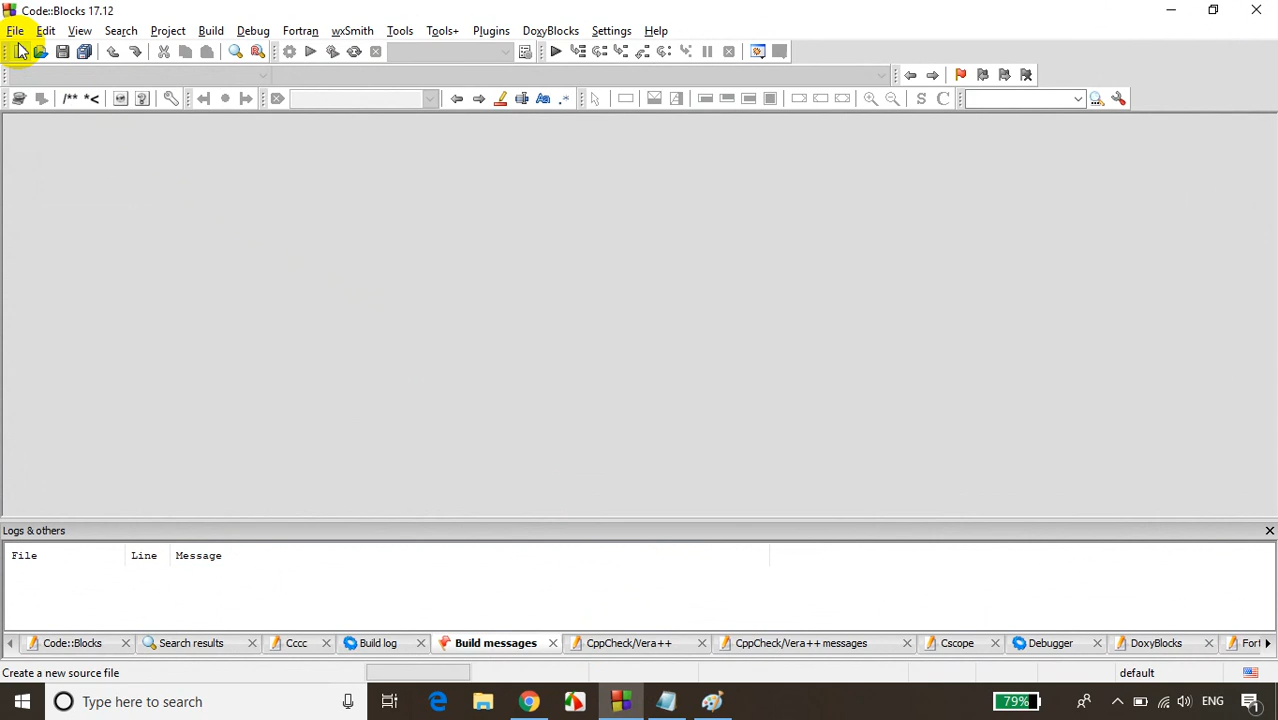 Code::Blocks 17.12
File Edit View Search Project Build Debug Fortran wxSmith Tools Tools+ Plugins DoxyBlocks Settings Help
/** *<
S C
Logs & others
File Line Message
Code::Blocks Search results Cccc Build log Build messages CppCheck/Vera++ CppCheck/Vera++ messages Cscope Debugger DoxyBlocks Fort
Create a new source file default
Type here to search 79% ENG 1